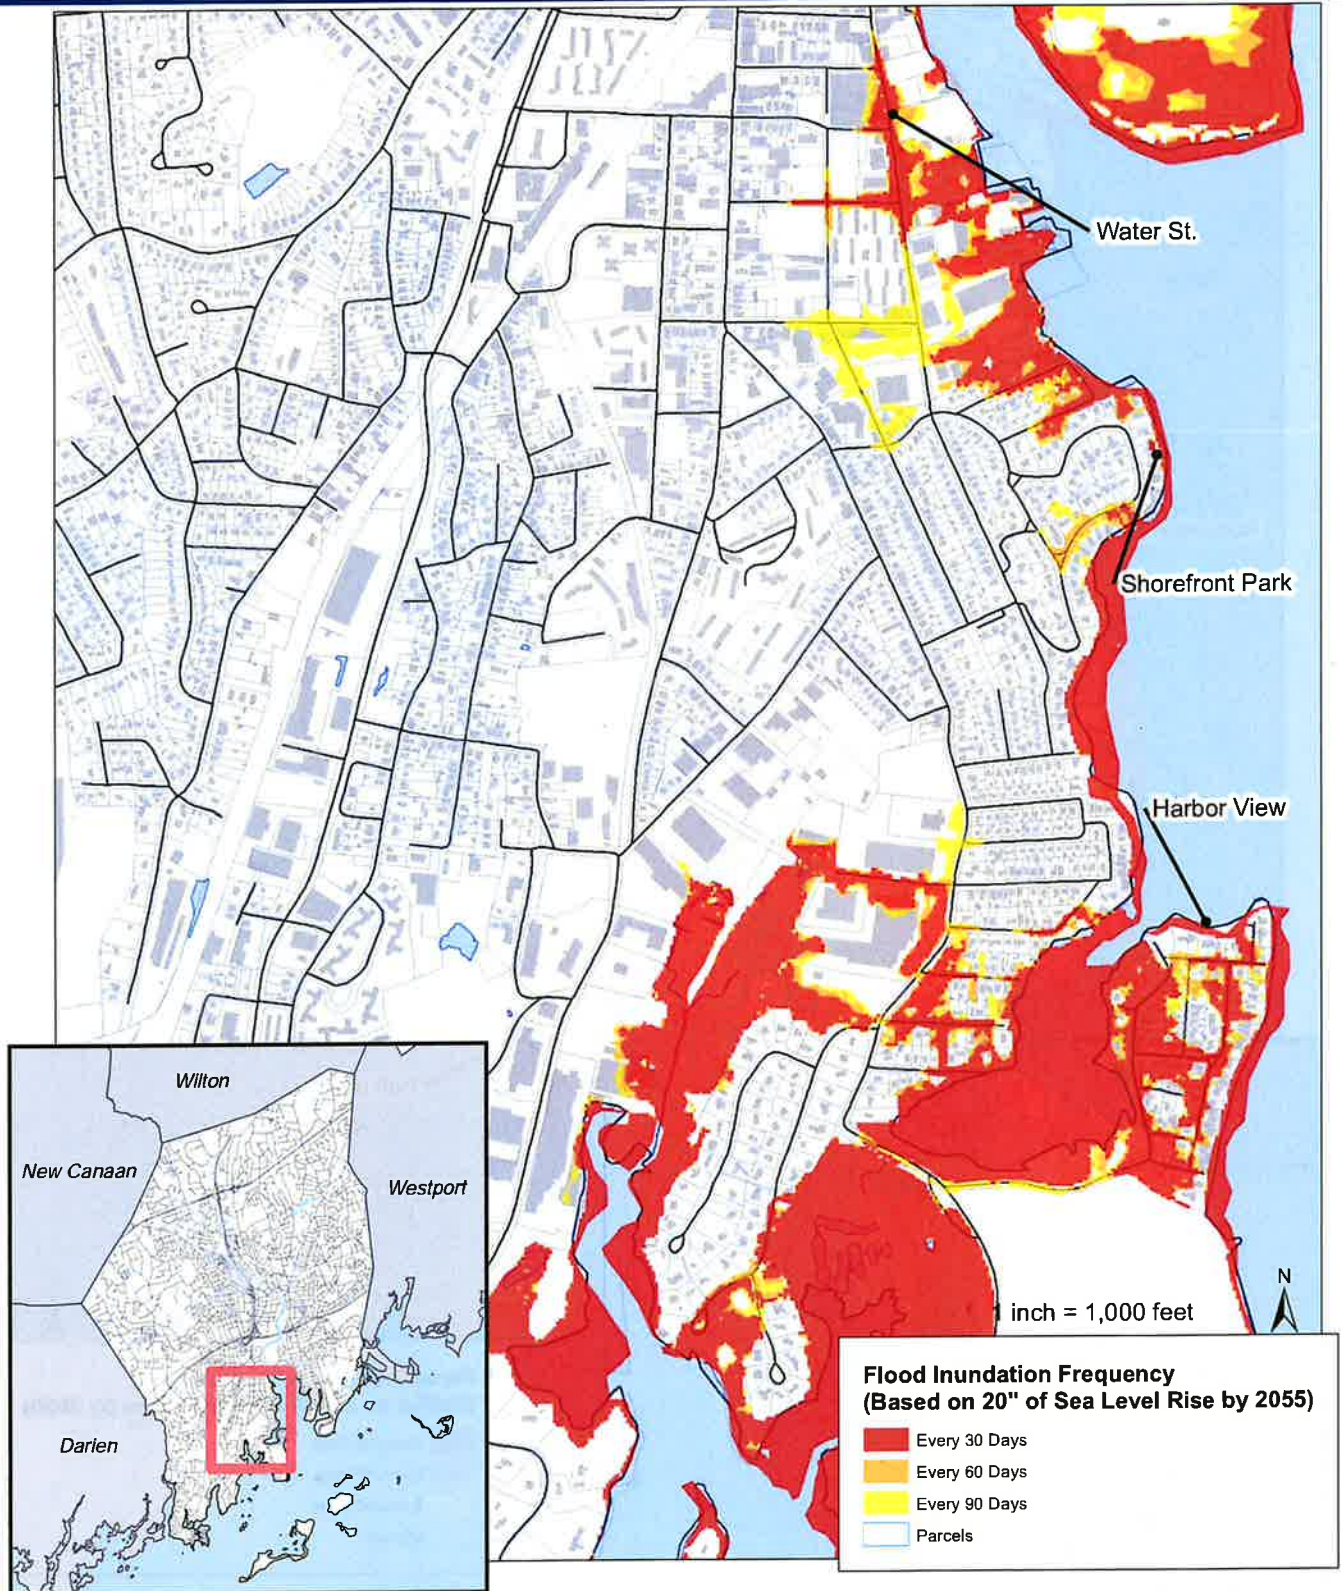 Water St.
Shorefront Park
Harbor View
Wilton
New Canaan
Westport
Darien
N
1 inch = 1,000 feet
Flood Inundation Frequency
(Based on 20" of Sea Level Rise by 2055)
Every 30 Days
Every 60 Days
Every 90 Days
Parcels